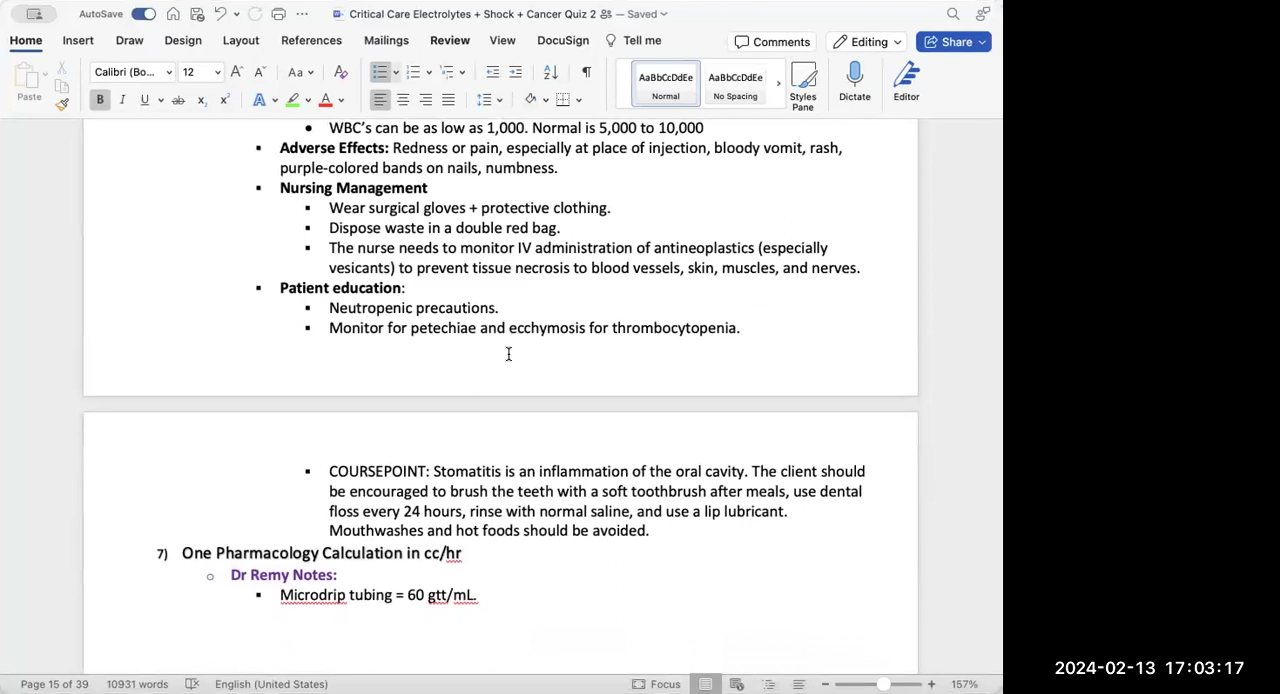 AutoSave
Critical Care Electrolytes + Shock + Cancer Quiz 2 — Saved
Home Insert Draw Design Layout References Mailings Review View DocuSign Tell me Comments Editing Share
Paste
Calibri (Bo... 12 A A Aa A
AaBbCcDdEe AaBbCcDdEe
Normal No Spacing Styles Pane Dictate Editor
B I U ab x₂ x² A A
• WBC's can be as low as 1,000. Normal is 5,000 to 10,000
▪ Adverse Effects: Redness or pain, especially at place of injection, bloody vomit, rash,
purple-colored bands on nails, numbness.
▪ Nursing Management
▪ Wear surgical gloves + protective clothing.
▪ Dispose waste in a double red bag.
▪ The nurse needs to monitor IV administration of antineoplastics (especially
vesicants) to prevent tissue necrosis to blood vessels, skin, muscles, and nerves.
▪ Patient education:
▪ Neutropenic precautions.
▪ Monitor for petechiae and ecchymosis for thrombocytopenia.
▪ COURSEPOINT: Stomatitis is an inflammation of the oral cavity. The client should
be encouraged to brush the teeth with a soft toothbrush after meals, use dental
floss every 24 hours, rinse with normal saline, and use a lip lubricant.
Mouthwashes and hot foods should be avoided.
7) One Pharmacology Calculation in cc/hr
o Dr Remy Notes:
▪ Microdrip tubing = 60 gtt/mL.
2024-02-13 17:03:17
Page 15 of 39 10931 words English (United States) Focus 157%